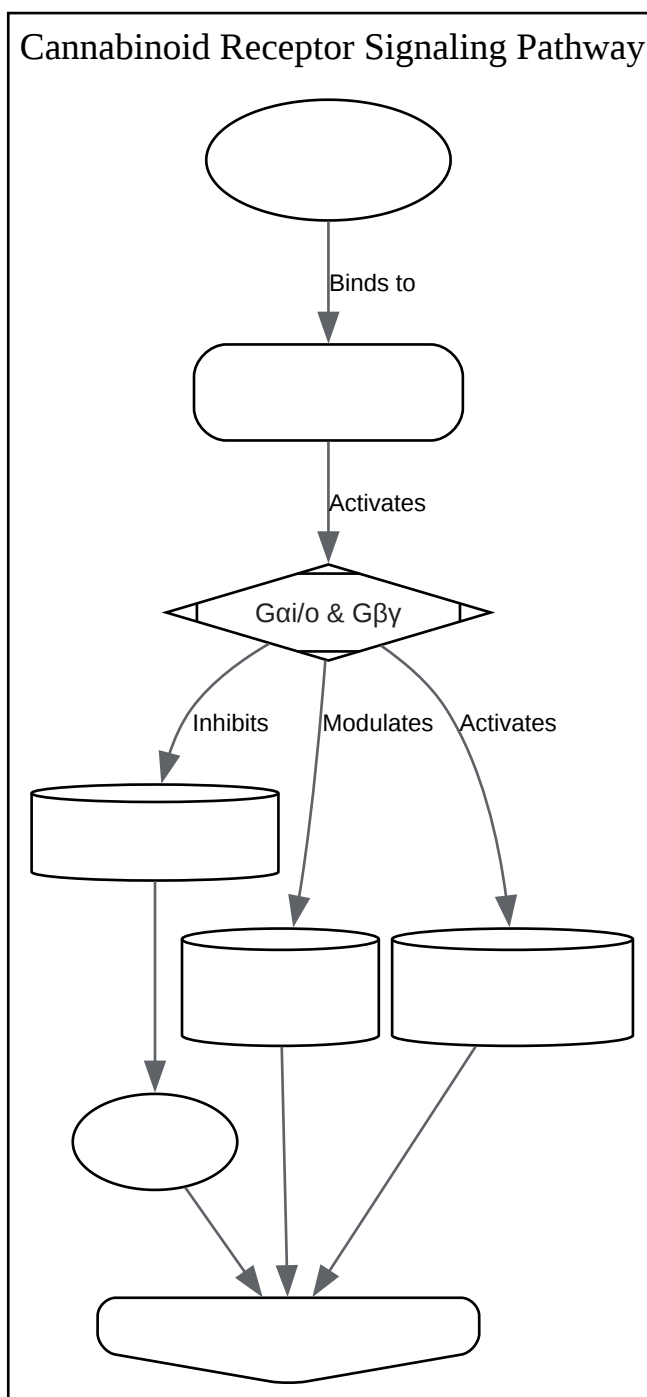 Cannabinoid Receptor Signaling Pathway
Binds to
Activates
Gαi/o & Gβγ
Inhibits
Modulates
Activates